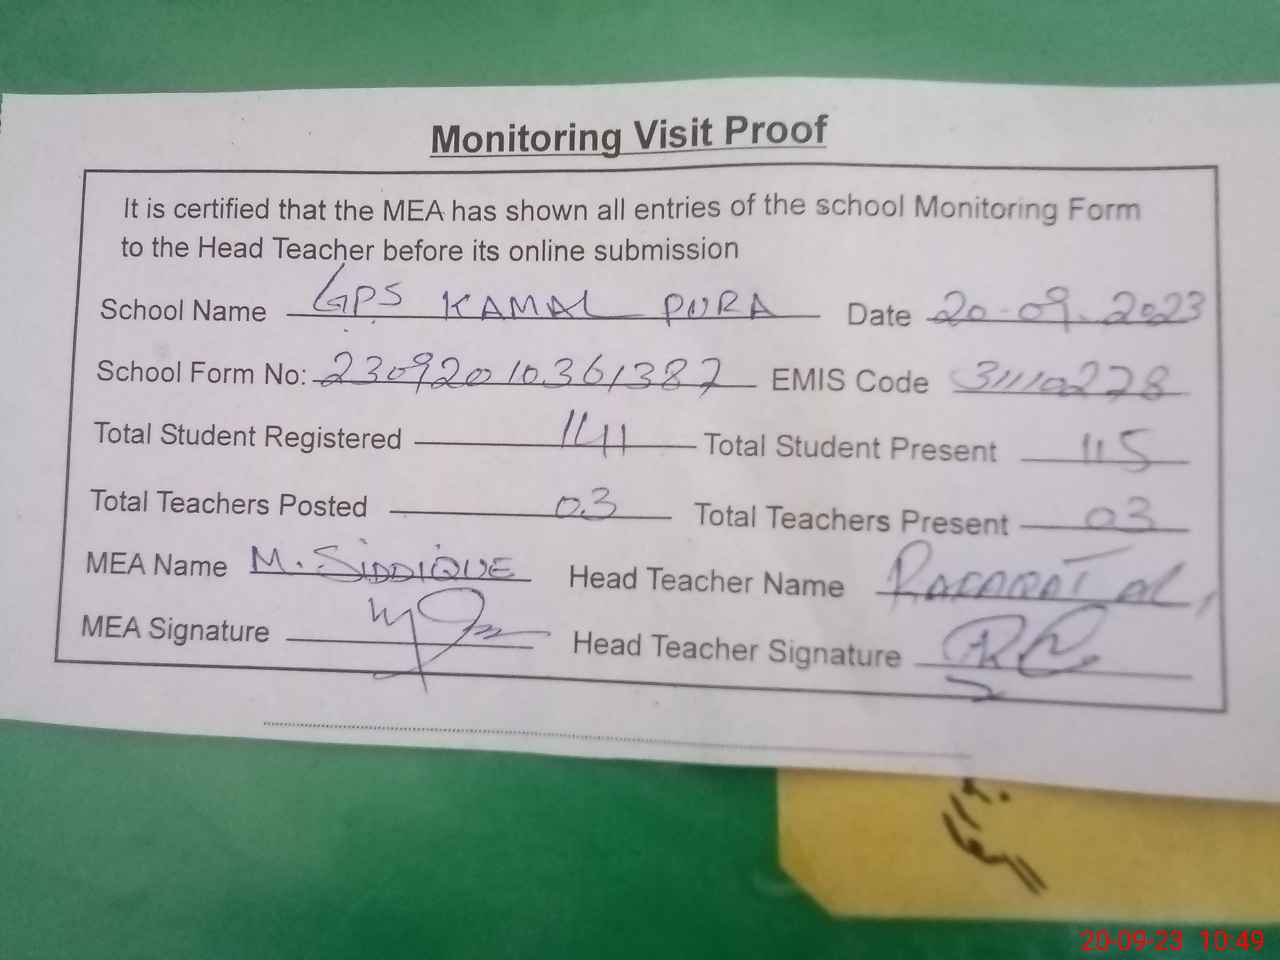 Monitoring Visit Proof
It is certified that the MEA has shown all entries of the school Monitoring Form
to the Head Teacher before its online submission
School Name GPS KAMAL PURA Date 20-09-2023
School Form No: 23092010361387 EMIS Code 31110278
Total Student Registered 141 Total Student Present 115
Total Teachers Posted 03 Total Teachers Present 03
MEA Name M. SIDDIQUE Head Teacher Name
MEA Signature Head Teacher Signature
20-09-23 10:49